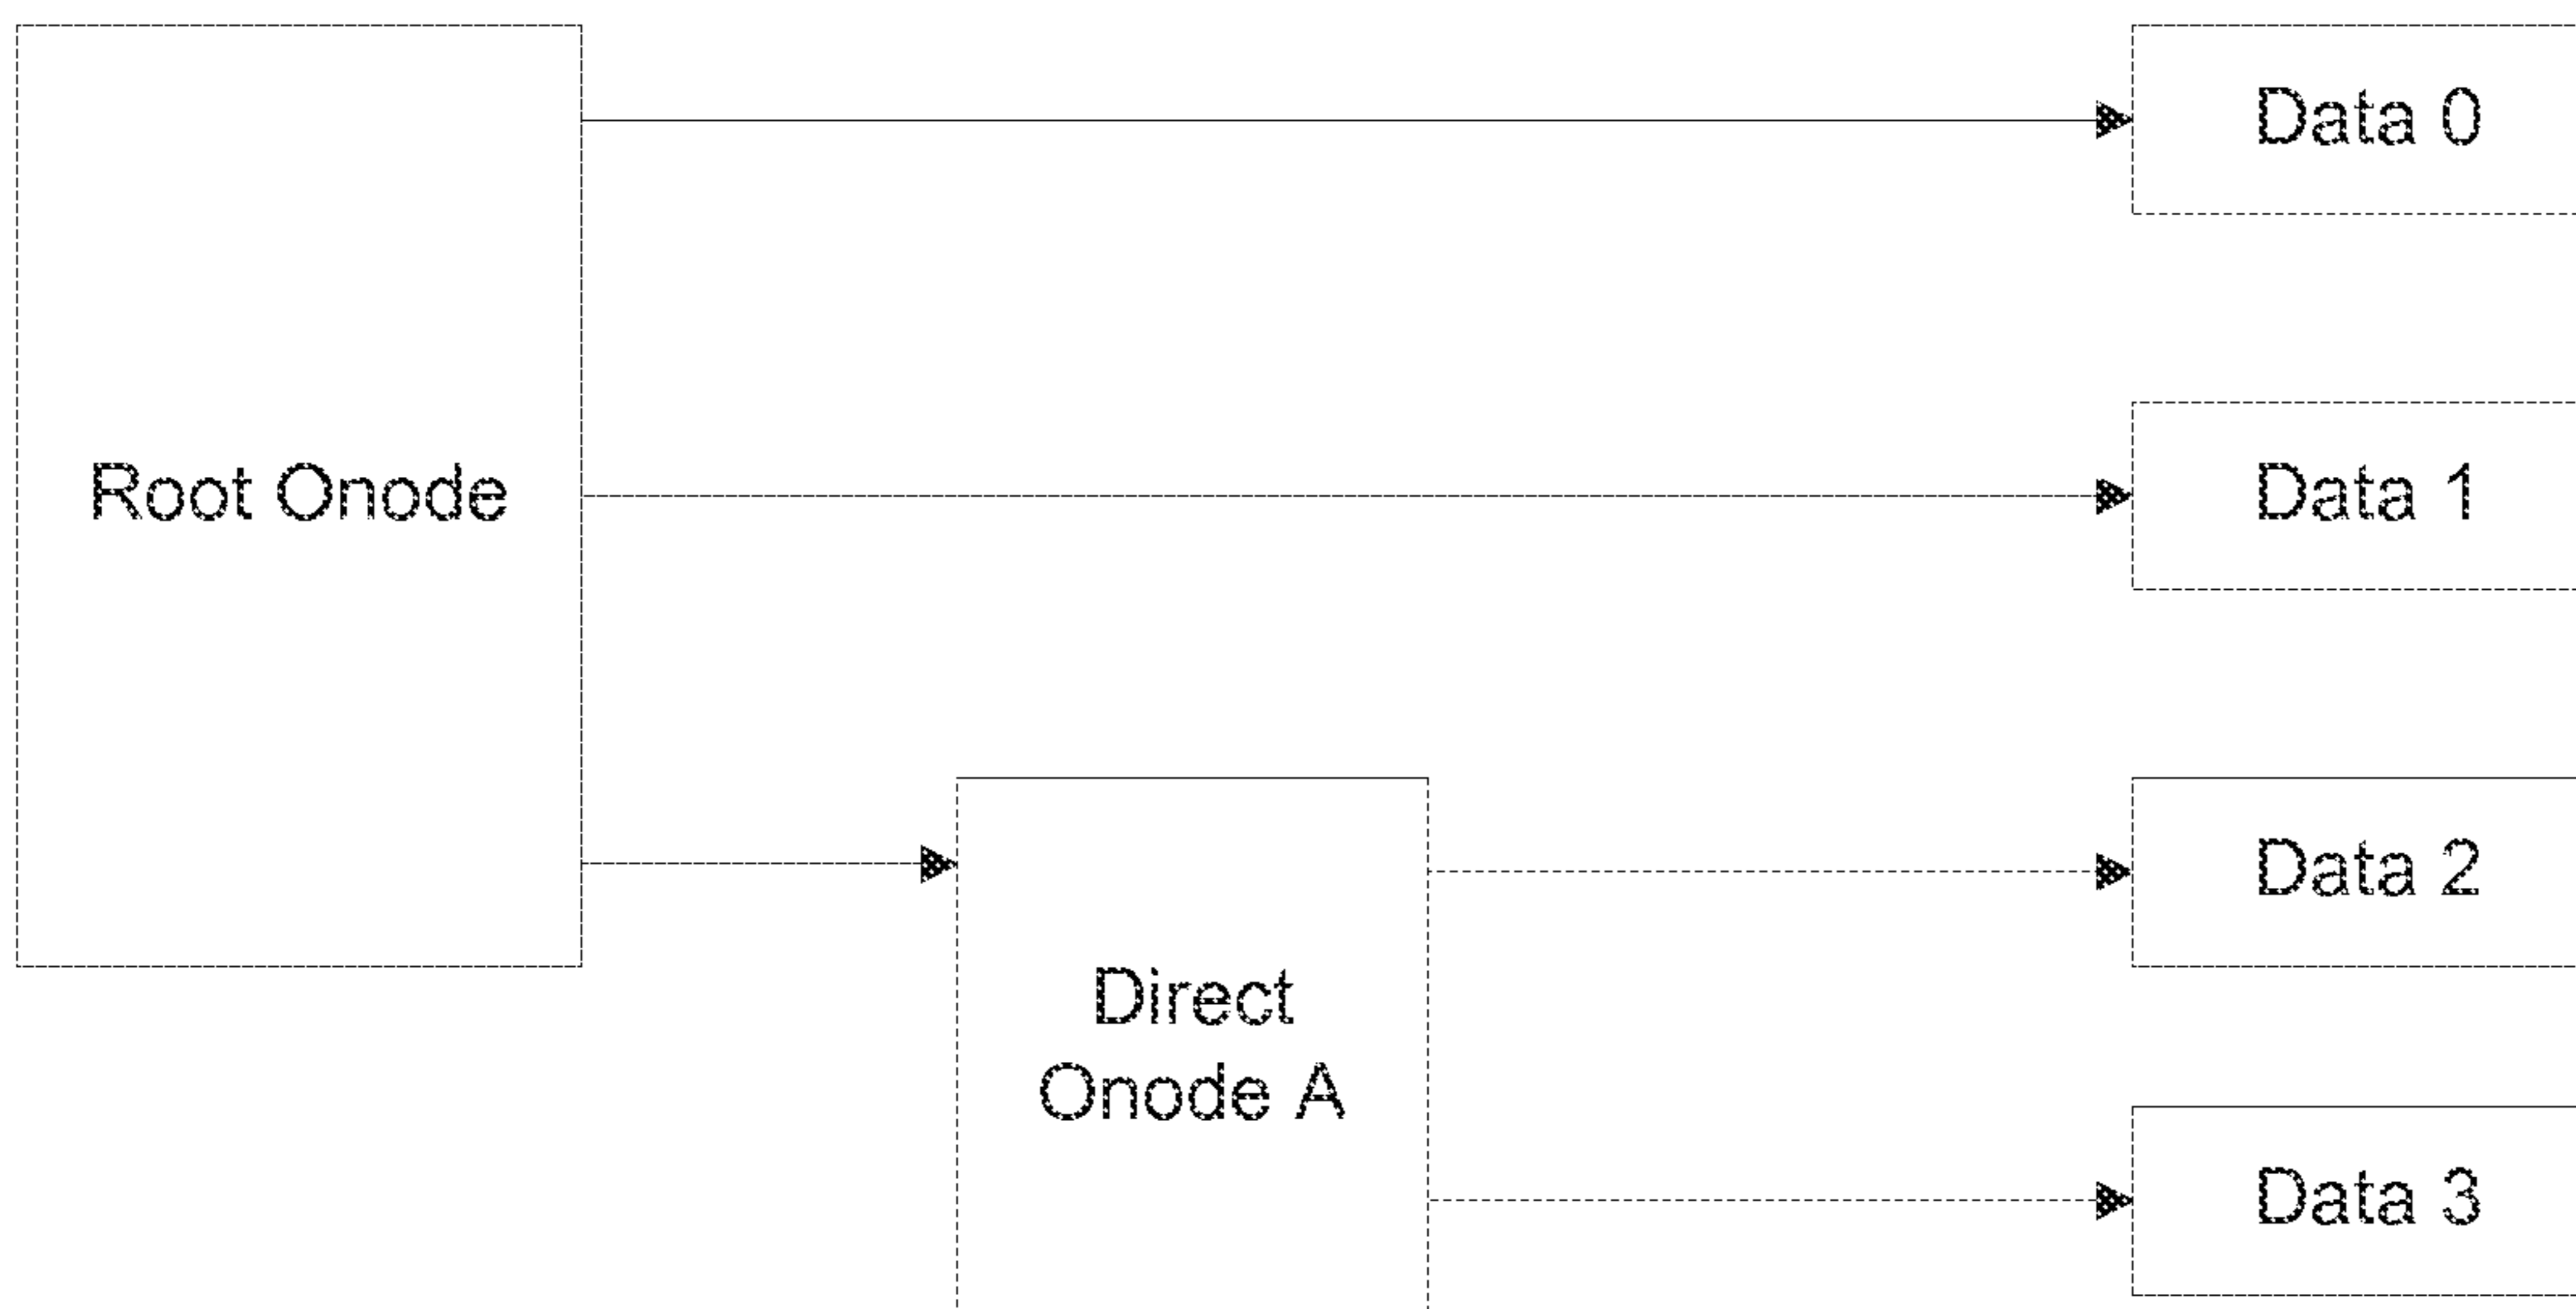 Data 0
Root Onode
Data 1
Data 2
Direct
Onode A
Data 3